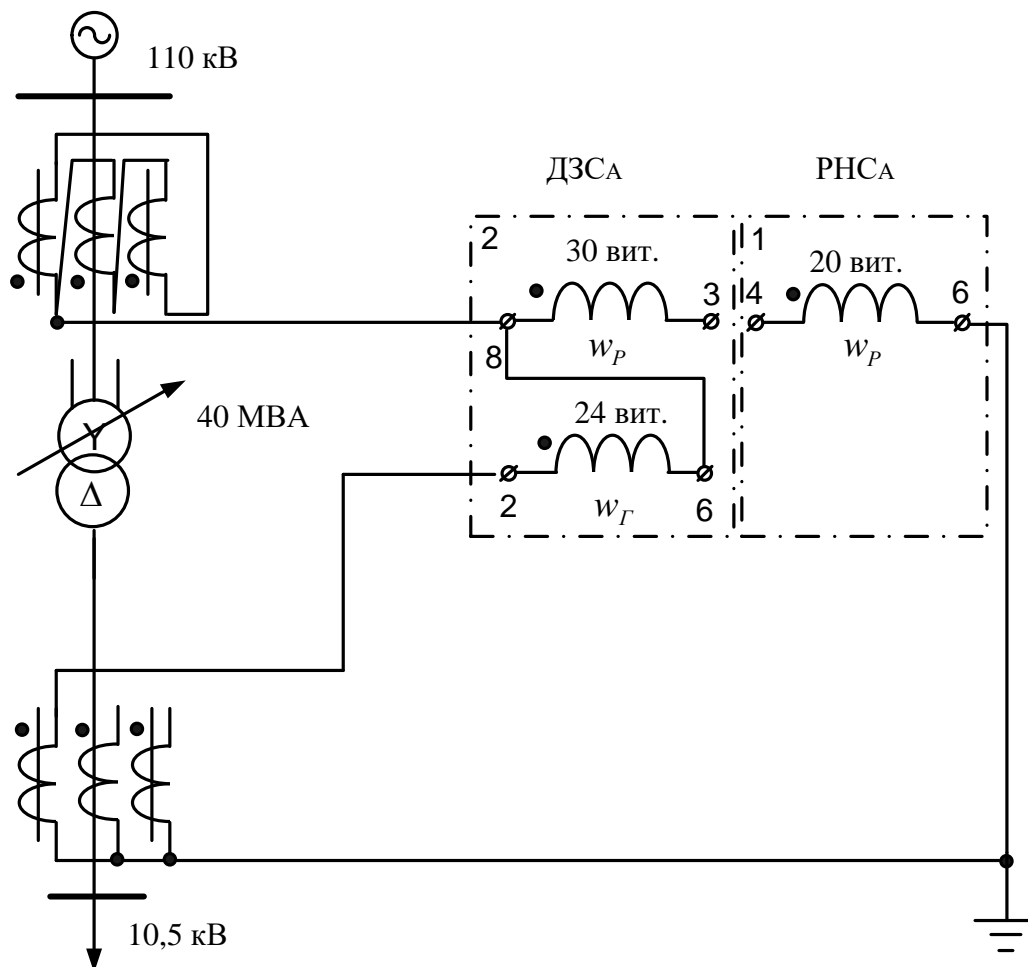 110 кВ
ДЗСА
РНСА
2
30 вит.
3
8
wР
1
20 вит.
4
6
wР
24 вит.
2
wГ
6
40 МВА
Y
Δ
10,5 кВ